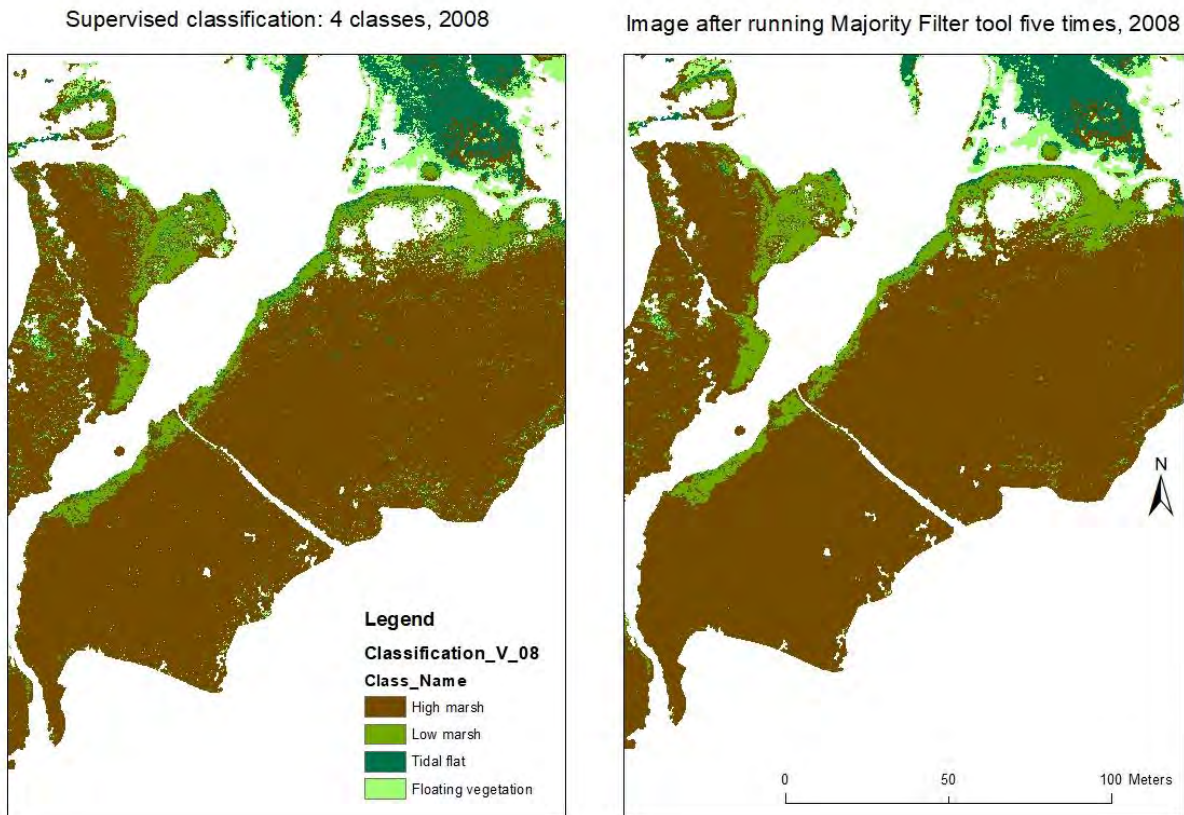 Supervised classification: 4 classes, 2008
Image after running Majority Filter tool five times, 2008
Legend
Classification_V_08
Class_Name
High marsh
Low marsh
Tidal flat
Floating vegetation
N
0 50 100 Meters